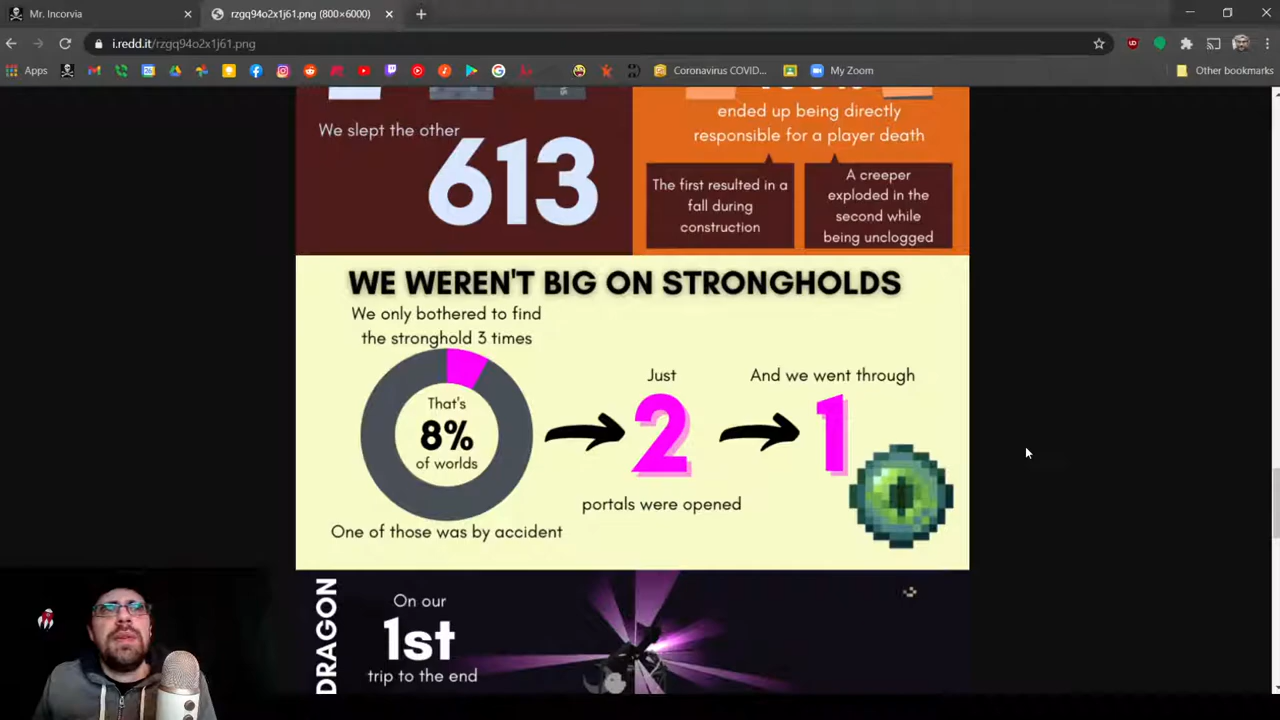 Mr. Incorvia
rzgq94o2x1j61.png (800×6000)
i.redd.it/rzgq94o2x1j61.png
Apps
Coronavirus COVID...
My Zoom
Other bookmarks
We slept the other
613
ended up being directly
responsible for a player death
The first resulted in a
fall during
construction
A creeper
exploded in the
second while
being unclogged
WE WEREN'T BIG ON STRONGHOLDS
We only bothered to find
the stronghold 3 times
That's
8%
of worlds
One of those was by accident
Just
2
portals were opened
And we went through
1
DRAGON
On our
1st
trip to the end